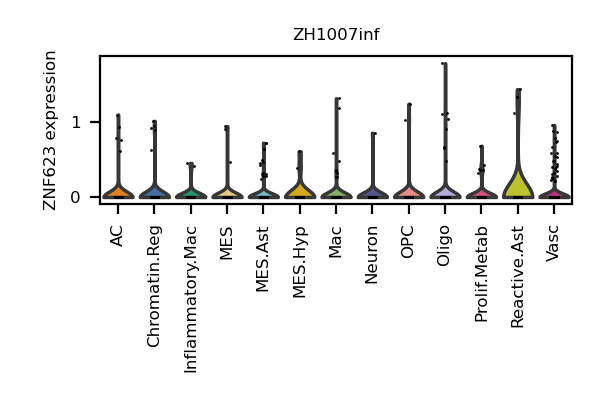 ZH1007inf
ZNF623 expression
1
0
AC
Chromatin.Reg
Inflammatory.Mac
MES
MES.Ast
MES.Hyp
Mac
Neuron
OPC
Oligo
Prolif.Metab
Reactive.Ast
Vasc